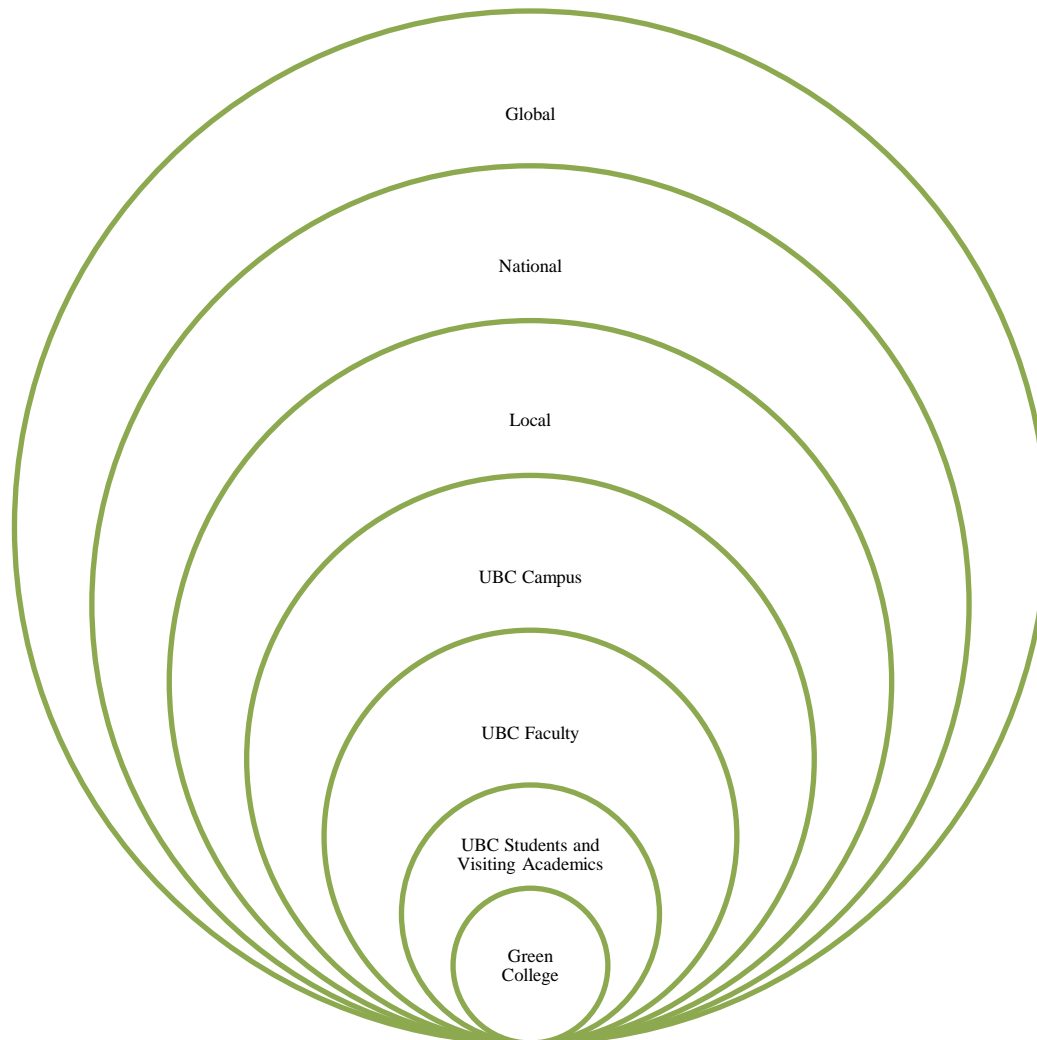 Global
National
Local
UBC Campus
UBC Faculty
UBC Students and
Visiting Academics
Green
College